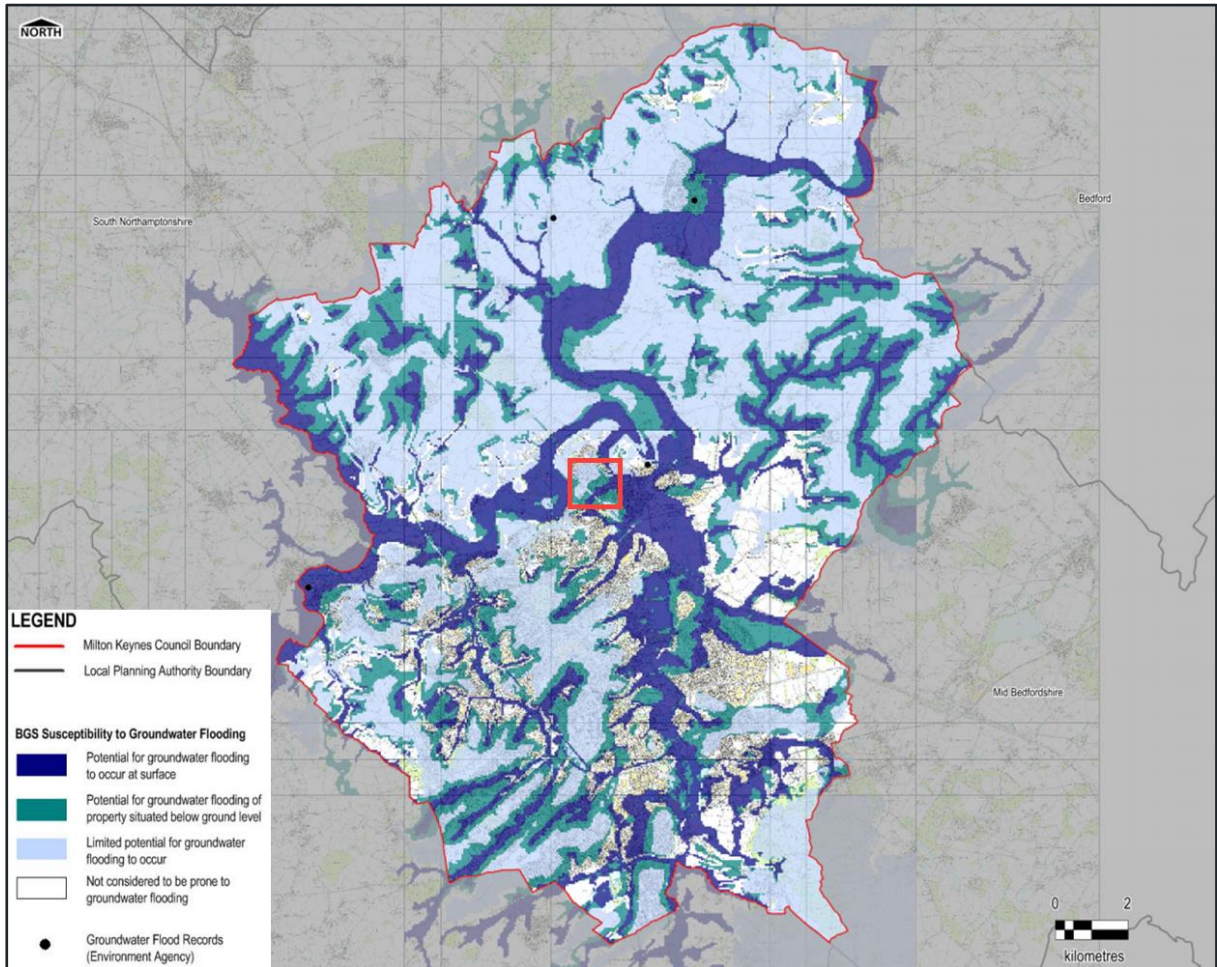 NORTH
South Northamptonshire
Bedford
Mid Bedfordshire
LEGEND
Milton Keynes Council Boundary
Local Planning Authority Boundary
BGS Susceptibility to Groundwater Flooding
Potential for groundwater flooding
to occur at surface
Potential for groundwater flooding of
property situated below ground level
Limited potential for groundwater
flooding to occur
Not considered to be prone to
groundwater flooding
Groundwater Flood Records
(Environment Agency)
0 2
kilometres